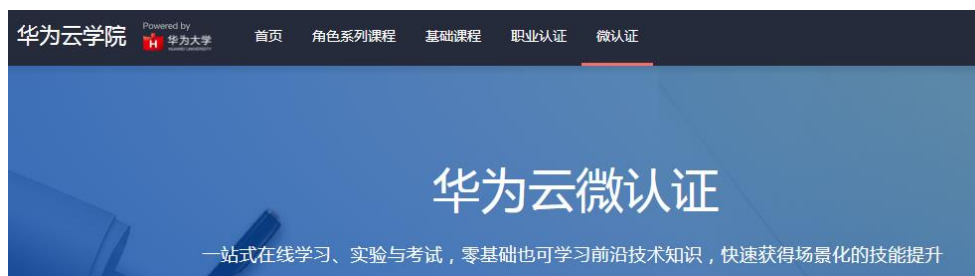 华为云学院 Powered by 华为大学 HUAWEI UNIVERSITY 首页 角色系列课程 基础课程 职业认证 微认证
华为云微认证
一站式在线学习、实验与考试，零基础也可学习前沿技术知识，快速获得场景化的技能提升